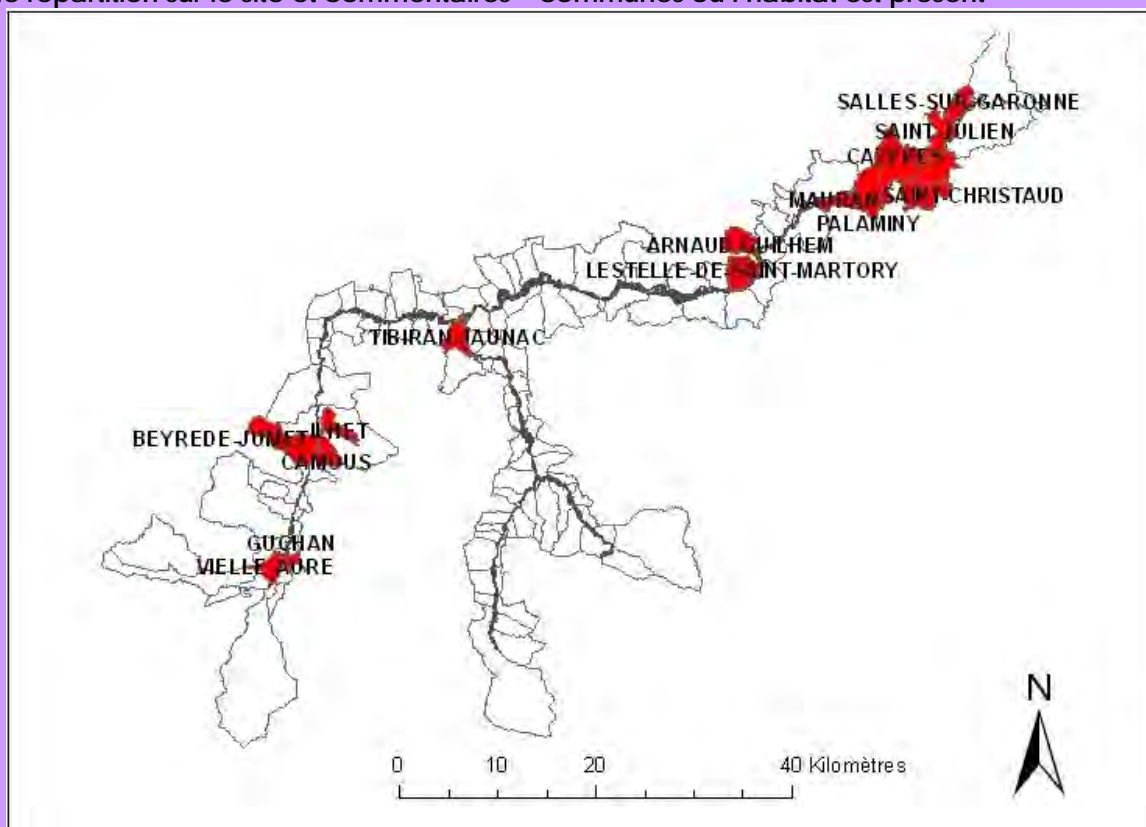 répartition sur le site et commentaires communes où l'habitat est présent
SALLES-SUR-GARONNE
SAINT-JULIEN
CAZERES
MAURAN SAINT-CHRISTAUD
PALAMINY
ARNAUD-GUILHEM
LESTELLE-DE-SAINT-MARTORY
TIBIRAN-JAUNAC
BEYREDE-JUMET ILHET
CAMOUS
GUCHAN
VIELLE-AURE
N
0 10 20 40 Kilomètres